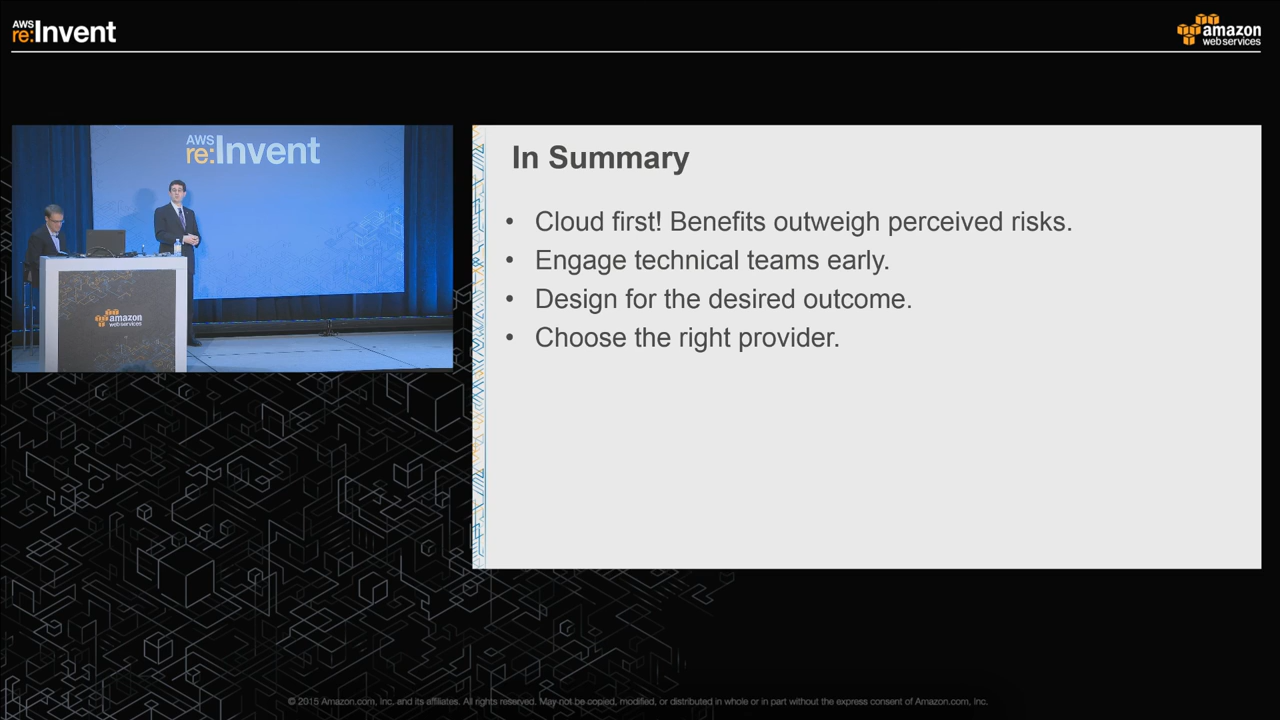 AWS
re:Invent
amazon
web services
AWS
re:Invent
amazon
web services
In Summary
• Cloud first! Benefits outweigh perceived risks.
• Engage technical teams early.
• Design for the desired outcome.
• Choose the right provider.
© 2015 Amazon.com, Inc, and its affiliates. All rights reserved. May not be copied, modified, or distributed in whole or in part without the express consent of Amazon.com, Inc.